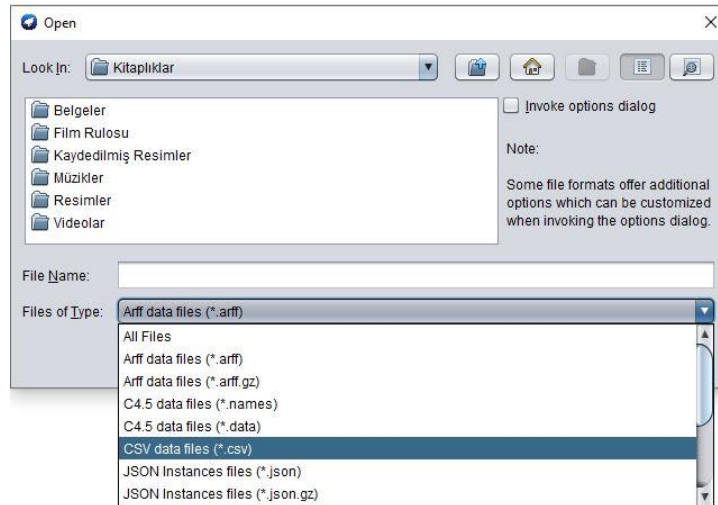 Open
Look In: Kitaplıklar
Belgeler
Film Rulosu
Kaydedilmiş Resimler
Müzikler
Resimler
Videolar
Invoke options dialog
Note:
Some file formats offer additional
options which can be customized
when invoking the options dialog.
File Name:
Files of Type: Arff data files (*.arff)
All Files
Arff data files (*.arff)
Arff data files (*.arff.gz)
C4.5 data files (*.names)
C4.5 data files (*.data)
CSV data files (*.csv)
JSON Instances files (*.json)
JSON Instances files (*.json.gz)